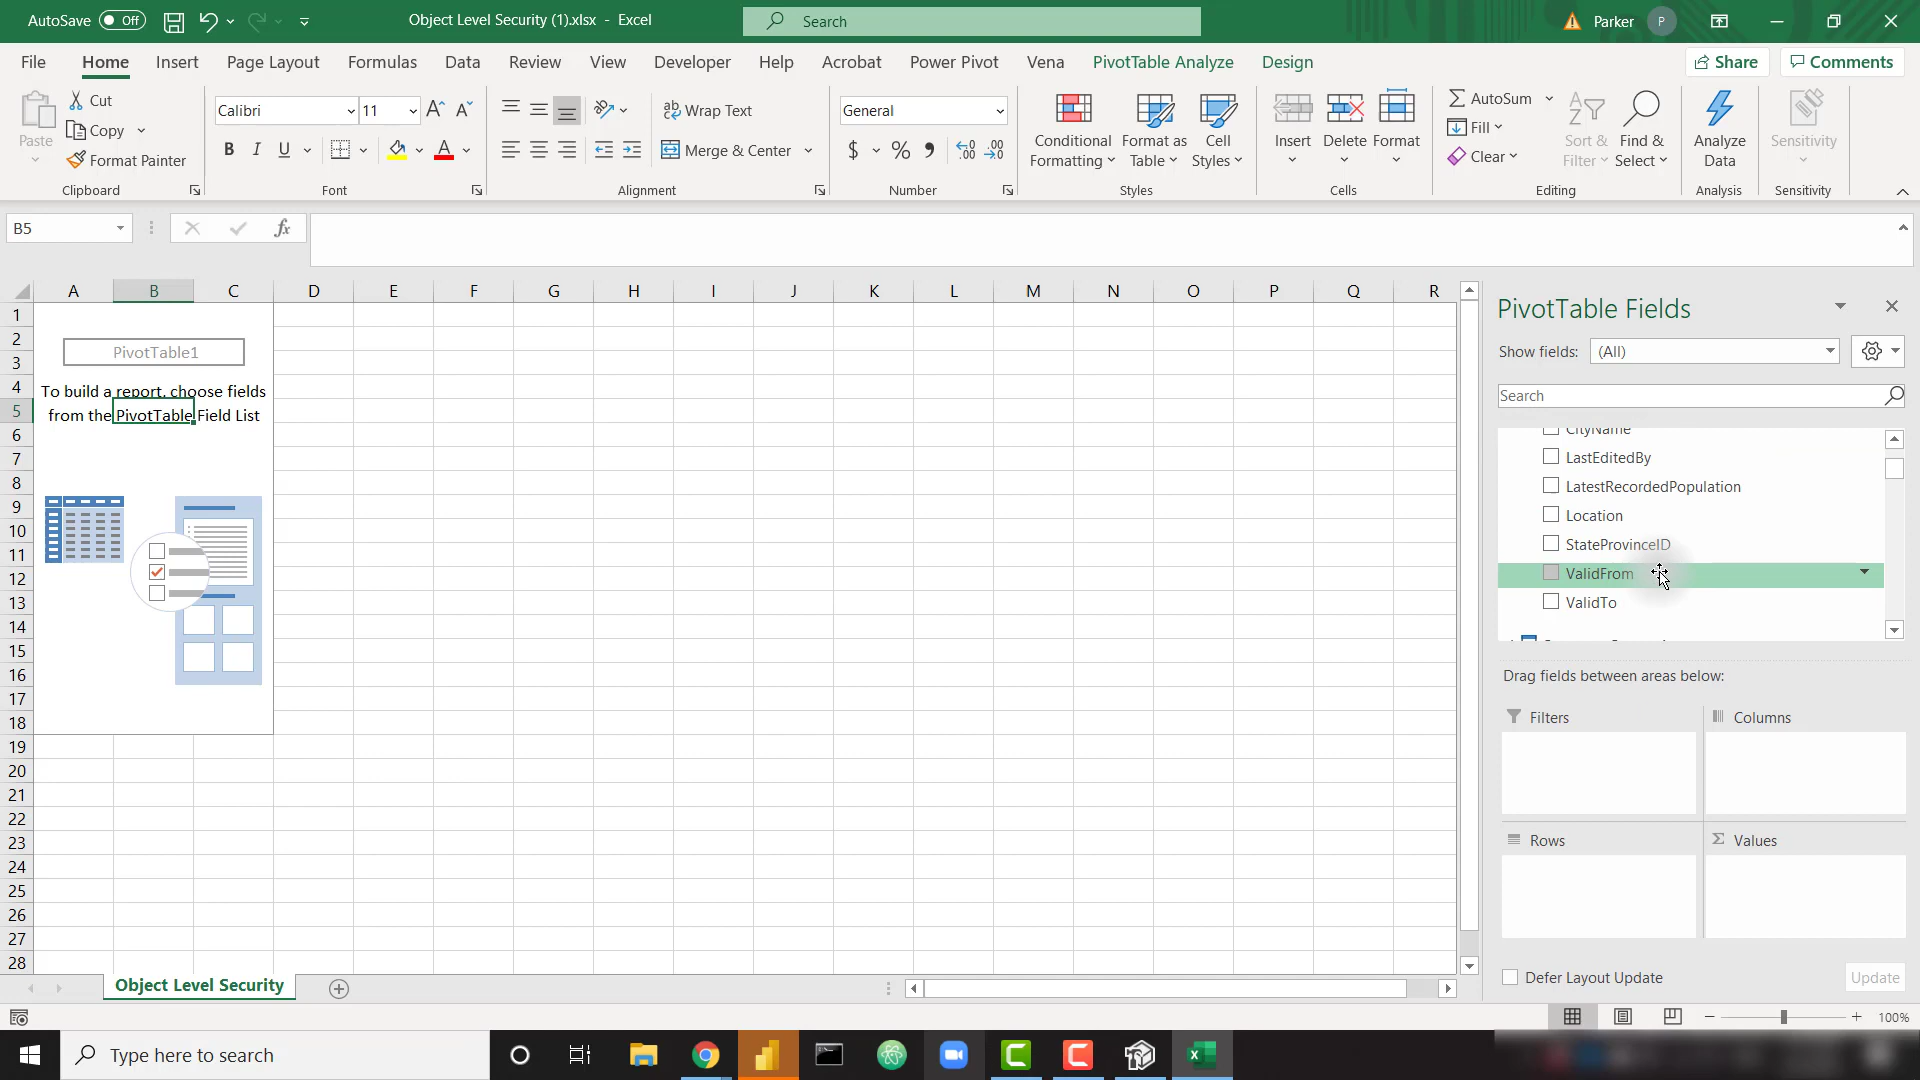 AutoSave Off
Object Level Security (1).xlsx - Excel
Search
Parker P
File Home Insert Page Layout Formulas Data Review View Developer Help Acrobat Power Pivot Vena PivotTable Analyze Design Share Comments
Paste
Cut
Copy
Format Painter
Clipboard
Calibri 11
B I U
A
Font
Wrap Text
Merge & Center
Alignment
General
$ %
Number
Conditional Formatting
Format as Table
Cell Styles
Styles
Insert
Delete
Format
Cells
AutoSum
Fill
Clear
Sort & Filter
Find & Select
Editing
Analyze Data
Analysis
Sensitivity
Sensitivity
B5
fx
A B C D E F G H I J K L M N O P Q R
1
2
3
4
5
6
7
8
9
10
11
12
13
14
15
16
17
18
19
20
21
22
23
24
25
26
27
28
PivotTable1
To build a report, choose fields
from the PivotTable Field List
PivotTable Fields
Show fields: (All)
Search
CityName
LastEditedBy
LatestRecordedPopulation
Location
StateProvinceID
ValidFrom
ValidTo
Drag fields between areas below:
Filters
Columns
Rows
Σ Values
Defer Layout Update
Update
Object Level Security
100%
Type here to search